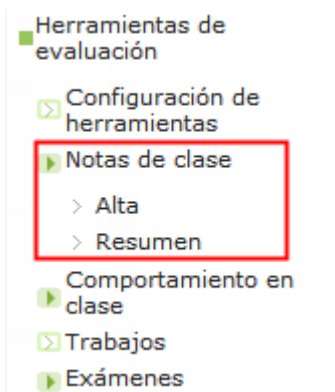 Herramientas de
evaluación
Configuración de
herramientas
Notas de clase
Alta
Resumen
Comportamiento en
clase
Trabajos
Exámenes